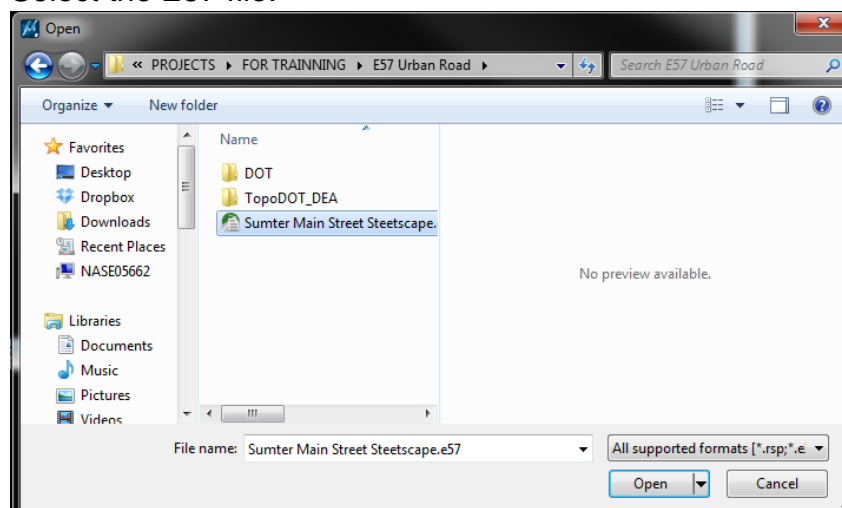 Select the E57 file.
Open
« PROJECTS ▸ FOR TRAINNING ▸ E57 Urban Road ▸
Search E57 Urban Road
Organize ▾ New folder
Favorites
Desktop
Dropbox
Downloads
Recent Places
NASE05662
Libraries
Documents
Music
Pictures
Videos
Name
DOT
TopoDOT_DEA
Sumter Main Street Steetscape.
No preview available.
File name: Sumter Main Street Steetscape.e57
All supported formats [*.rsp;*.e
Open
Cancel